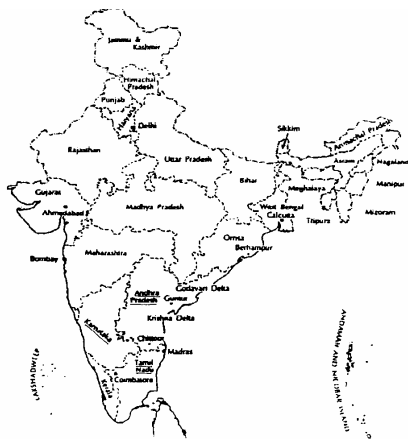 Jammu &
Kashmir
Himachal
Pradesh
Punjab
Haryana
Delhi
Sikkim
Arunachal Pradesh
Rajasthan
Uttar Pradesh
Assam
Nagaland
Bihar
Meghalaya
Manipur
Gujarat
West Bengal
Ahmedabad
Madhya Pradesh
Calcutta
Tripura
Mizoram
Orissa
Berhampur
Maharashtra
Bombay
Godavari Delta
Andhra
Pradesh
Guntur
Krishna Delta
Karnataka
Chittoor
Madras
Tamil
Nadu
Coimbatore
Kerala
LAKSHADWEEP
ANDAMAN AND NICOBAR ISLANDS